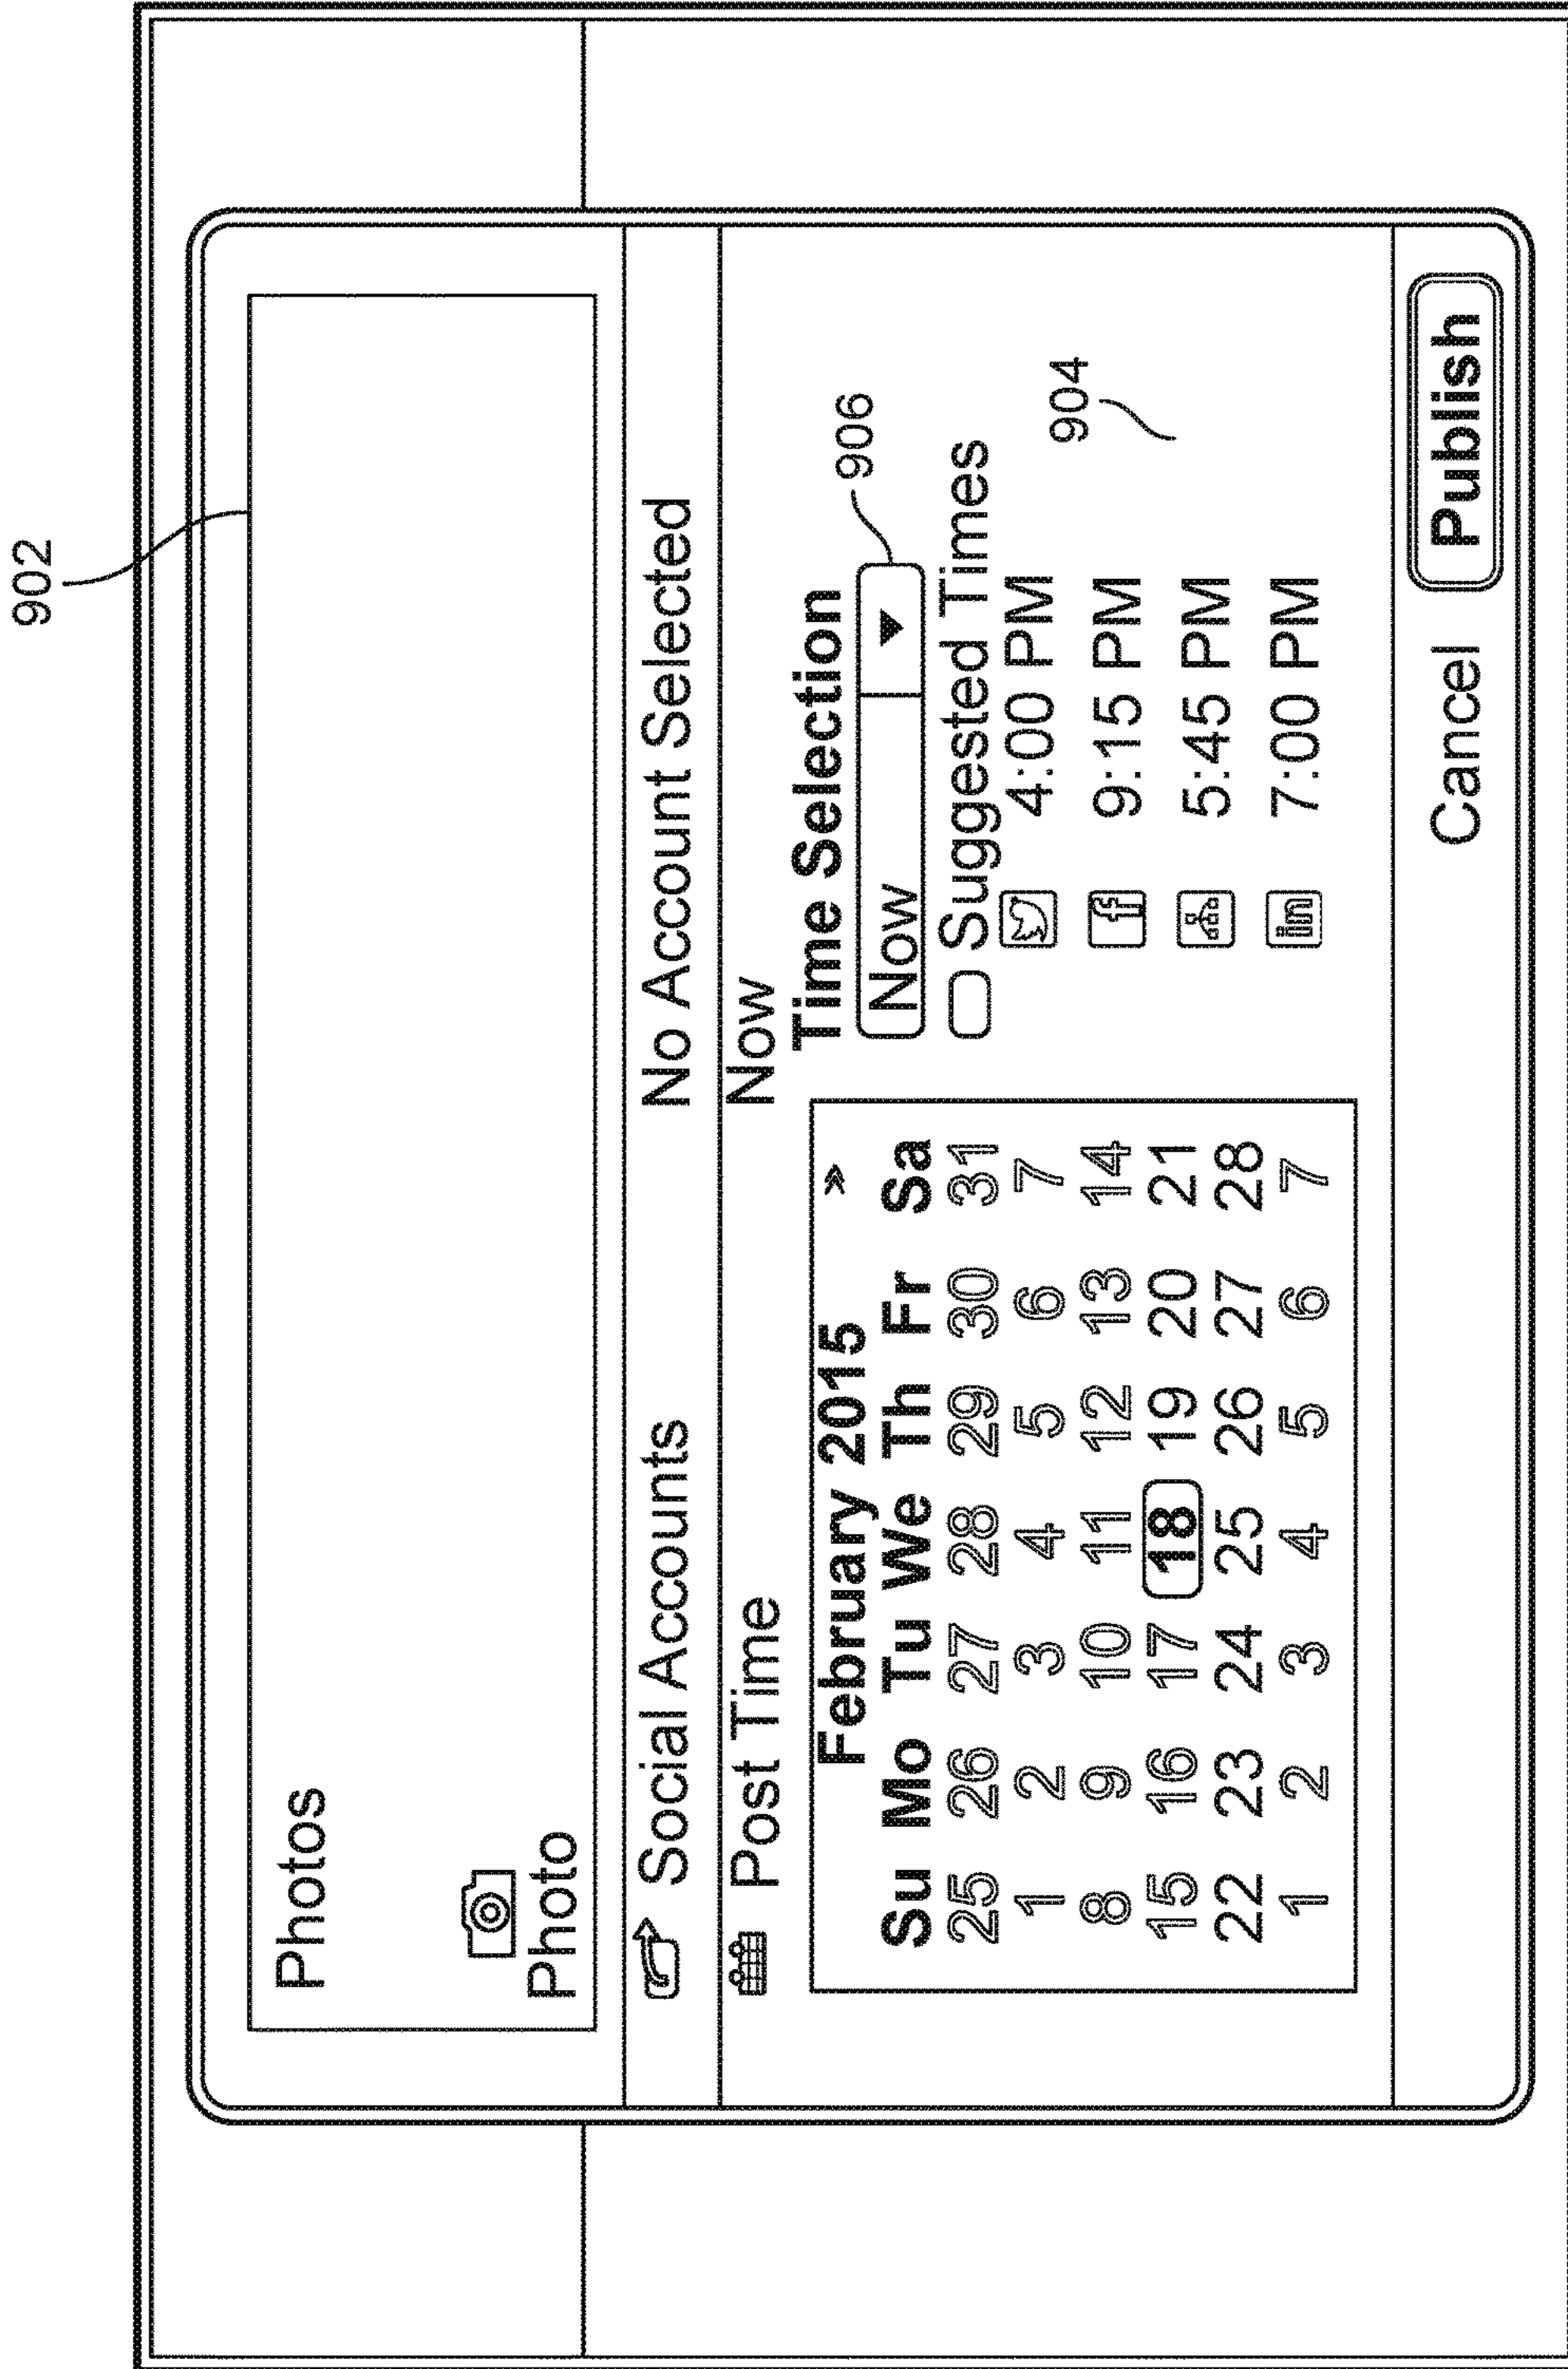 902
Photos
Photo
Social Accounts No Account Selected
Post Time Now
February 2015 »
Su Mo Tu We Th Fr Sa
25 26 27 28 29 30 31
1 2 3 4 5 6 7
8 9 10 11 12 13 14
15 16 17 18 19 20 21
22 23 24 25 26 27 28
1 2 3 4 5 6 7
Time Selection
Now
906
Suggested Times
4:00 PM
904
f 9:15 PM
5:45 PM
in 7:00 PM
Cancel Publish